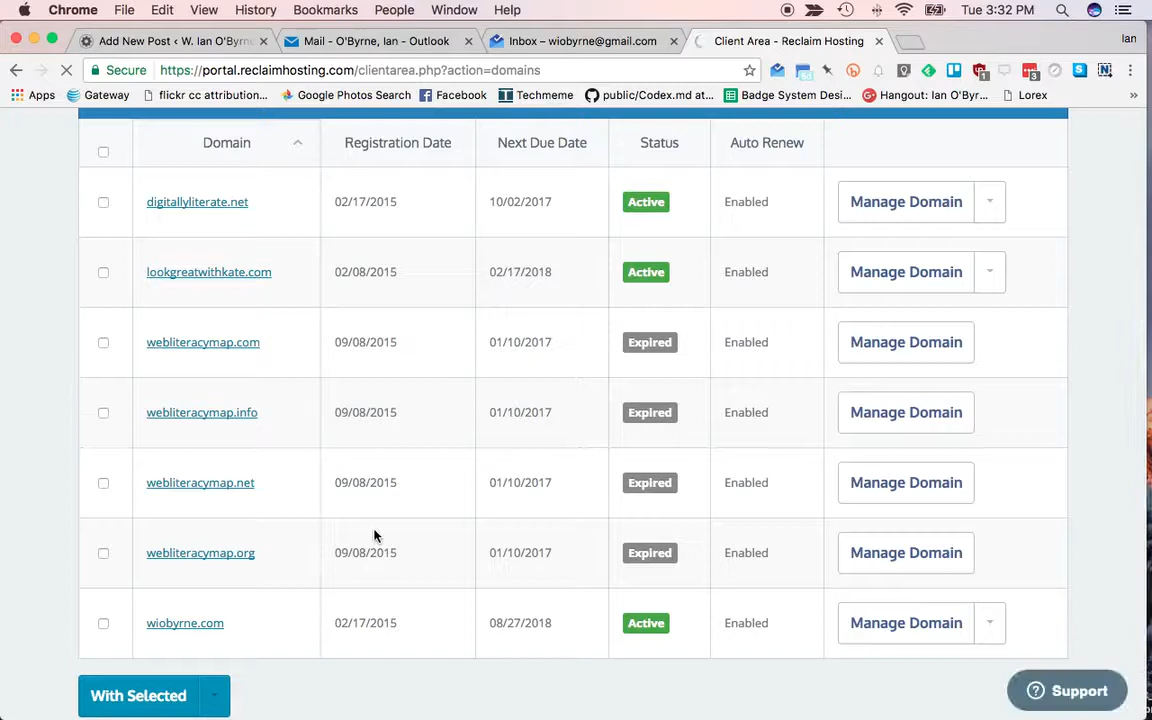 Chrome File Edit View History Bookmarks People Window Help Tue 3:32 PM
Add New Post ‹ W. Ian O'Byrn Mail - O'Byrne, Ian - Outlook Inbox – wiobyrne@gmail.com Client Area - Reclaim Hosting Ian
Secure https://portal.reclaimhosting.com/clientarea.php?action=domains
Apps Gateway flickr cc attribution... Google Photos Search Facebook Techmeme public/Codex.md at... Badge System Desi... Hangout: Ian O'Byr... Lorex »
Domain Registration Date Next Due Date Status Auto Renew
digitallyliterate.net 02/17/2015 10/02/2017 Active Enabled Manage Domain
lookgreatwithkate.com 02/08/2015 02/17/2018 Active Enabled Manage Domain
webliteracymap.com 09/08/2015 01/10/2017 Expired Enabled Manage Domain
webliteracymap.info 09/08/2015 01/10/2017 Expired Enabled Manage Domain
webliteracymap.net 09/08/2015 01/10/2017 Expired Enabled Manage Domain
webliteracymap.org 09/08/2015 01/10/2017 Expired Enabled Manage Domain
wiobyrne.com 02/17/2015 08/27/2018 Active Enabled Manage Domain
With Selected
Support